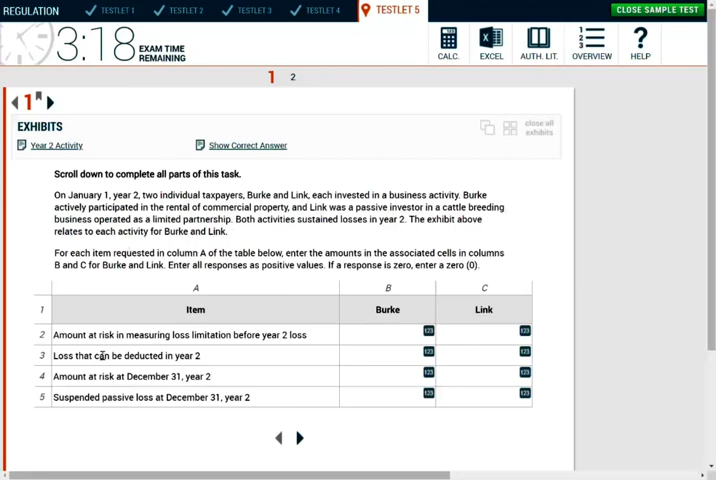 REGULATION TESTLET 1 TESTLET 2 TESTLET 3 TESTLET 4 TESTLET 5 CLOSE SAMPLE TEST
3:18 EXAM TIME
REMAINING
CALC. EXCEL AUTH. LIT. OVERVIEW HELP
1 2
1
EXHIBITS
close all
exhibits
Year 2 Activity Show Correct Answer
Scroll down to complete all parts of this task.
On January 1, year 2, two individual taxpayers, Burke and Link, each invested in a business activity. Burke
actively participated in the rental of commercial property, and Link was a passive investor in a cattle breeding
business operated as a limited partnership. Both activities sustained losses in year 2. The exhibit above
relates to each activity for Burke and Link.
For each item requested in column A of the table below, enter the amounts in the associated cells in columns
B and C for Burke and Link. Enter all responses as positive values. If a response is zero, enter a zero (0).
A B C
1 Item Burke Link
2 Amount at risk in measuring loss limitation before year 2 loss 123 123
3 Loss that can be deducted in year 2 123 123
4 Amount at risk at December 31, year 2 123 123
5 Suspended passive loss at December 31, year 2 123 123